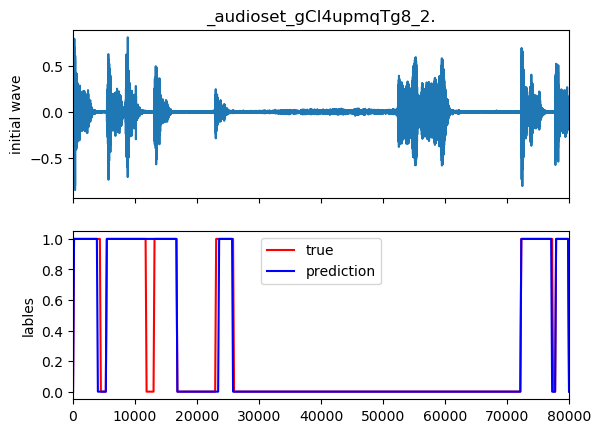 _audioset_gCl4upmqTg8_2.
initial wave
0.5
0.0
−0.5
lables
1.0
0.8
0.6
0.4
0.2
0.0
true
prediction
0 10000 20000 30000 40000 50000 60000 70000 80000